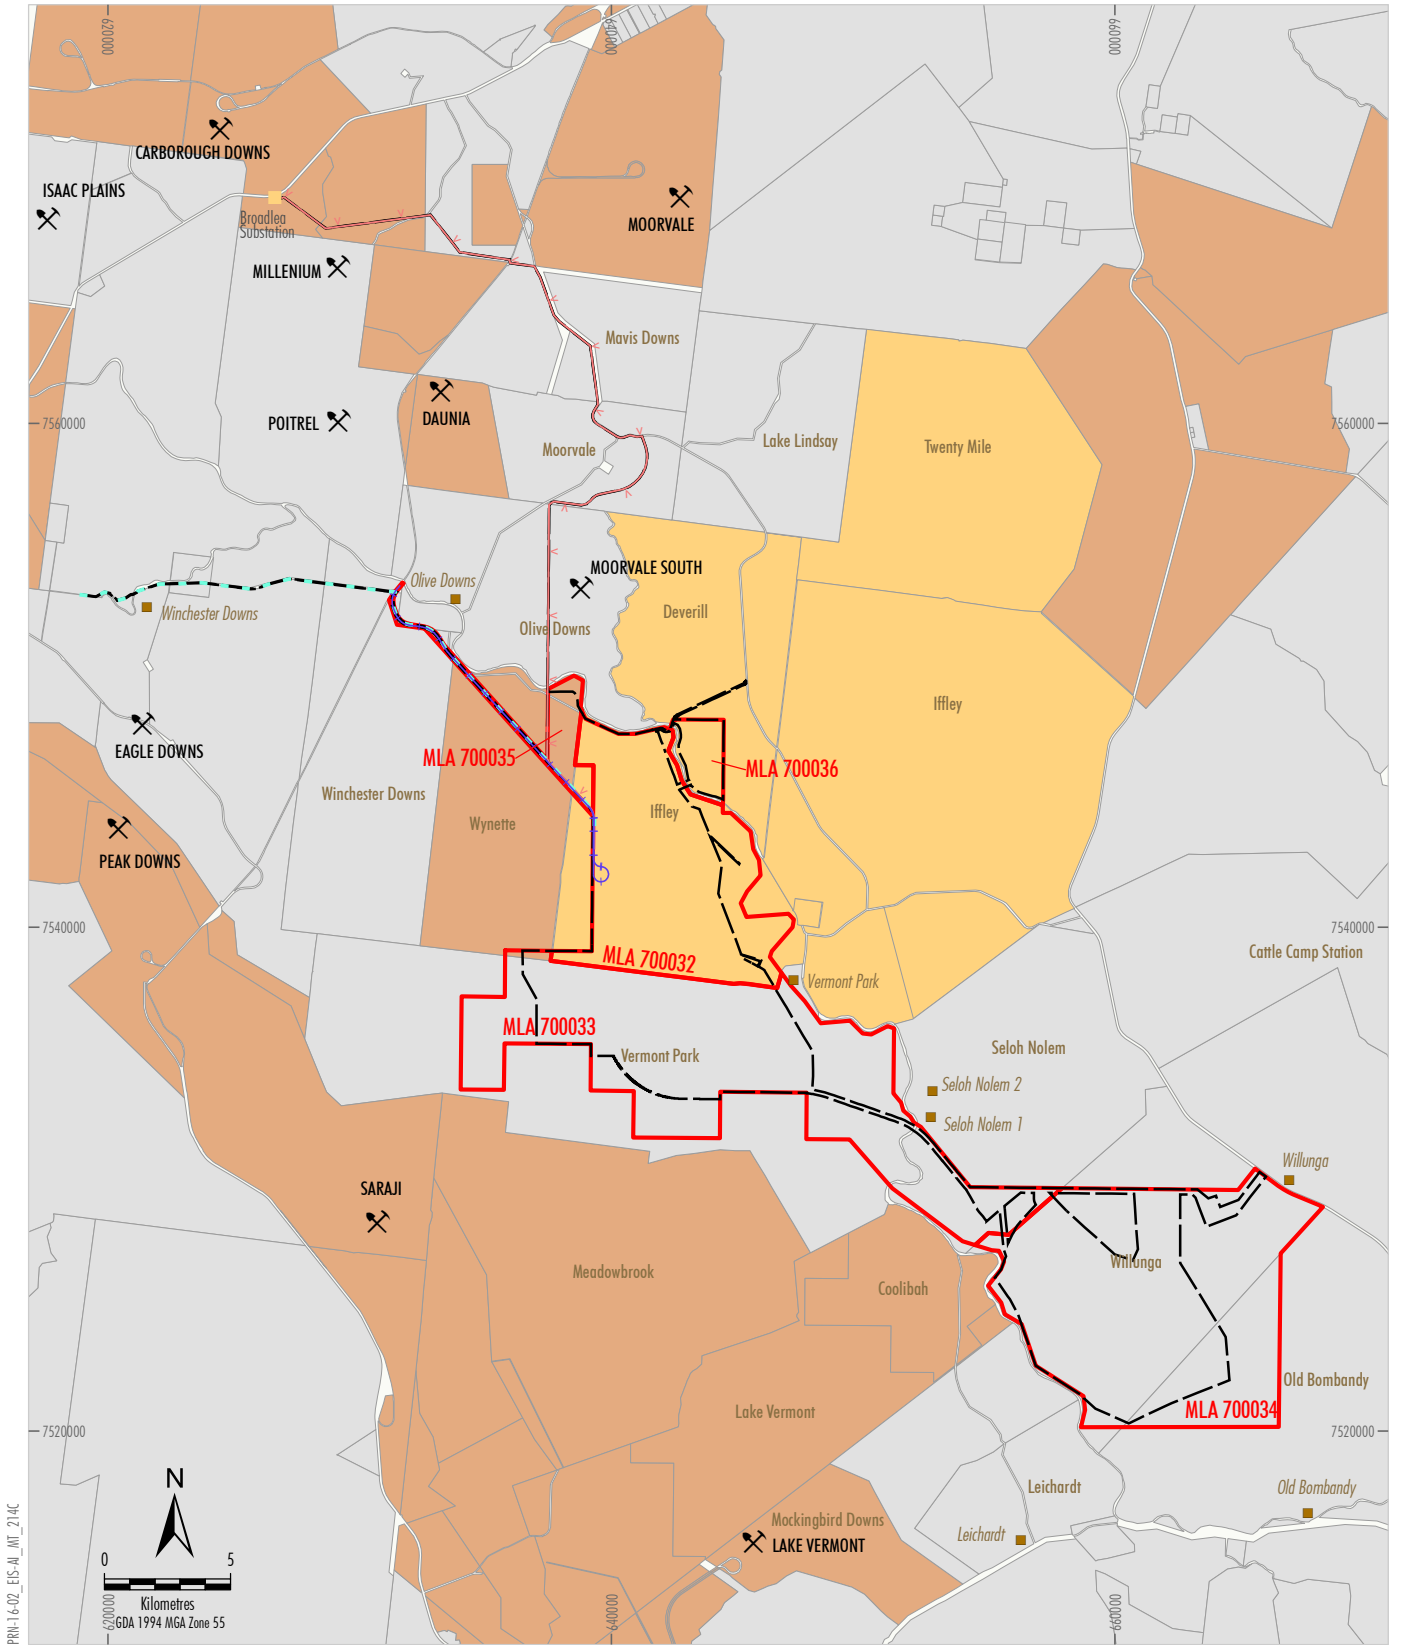 620000
640000
660000
CARBOROUGH DOWNS
ISAAC PLAINS
Broadlea
Substation
MOORVALE
MILLENIUM
Mavis Downs
DAUNIA
POITREL
7560000
7560000
Moorvale
Lake Lindsay
Twenty Mile
MOORVALE SOUTH
Olive Downs
Winchester Downs
Deverill
Olive Downs
Iffley
EAGLE DOWNS
MLA 700035
MLA 700036
Winchester Downs
Wynette
Iffley
PEAK DOWNS
7540000
7540000
Cattle Camp Station
MLA 700032
Vermont Park
MLA 700033
Vermont Park
Seloh Nolem
Seloh Nolem 2
Seloh Nolem 1
Willunga
SARAJI
Meadowbrook
Coolibah
Willunga
Old Bombandy
Lake Vermont
MLA 700034
7520000
7520000
N
Leichardt
Old Bombandy
Mockingbird Downs
Leichardt
LAKE VERMONT
0
5
Kilometres
GDA 1994 MGA Zone 55
620000
640000
660000
PRN-16-02_EIS-AI_MT_214C